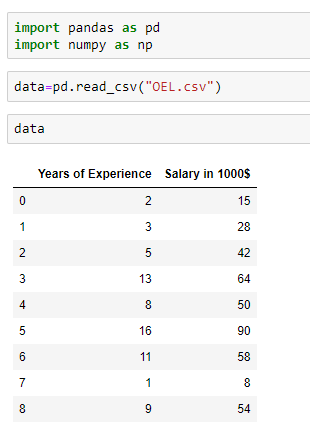 import pandas as pd
import numpy as np
data=pd.read_csv("OEL.csv")
data
Years of Experience Salary in 1000$
0 2 15
1 3 28
2 5 42
3 13 64
4 8 50
5 16 90
6 11 58
7 1 8
8 9 54